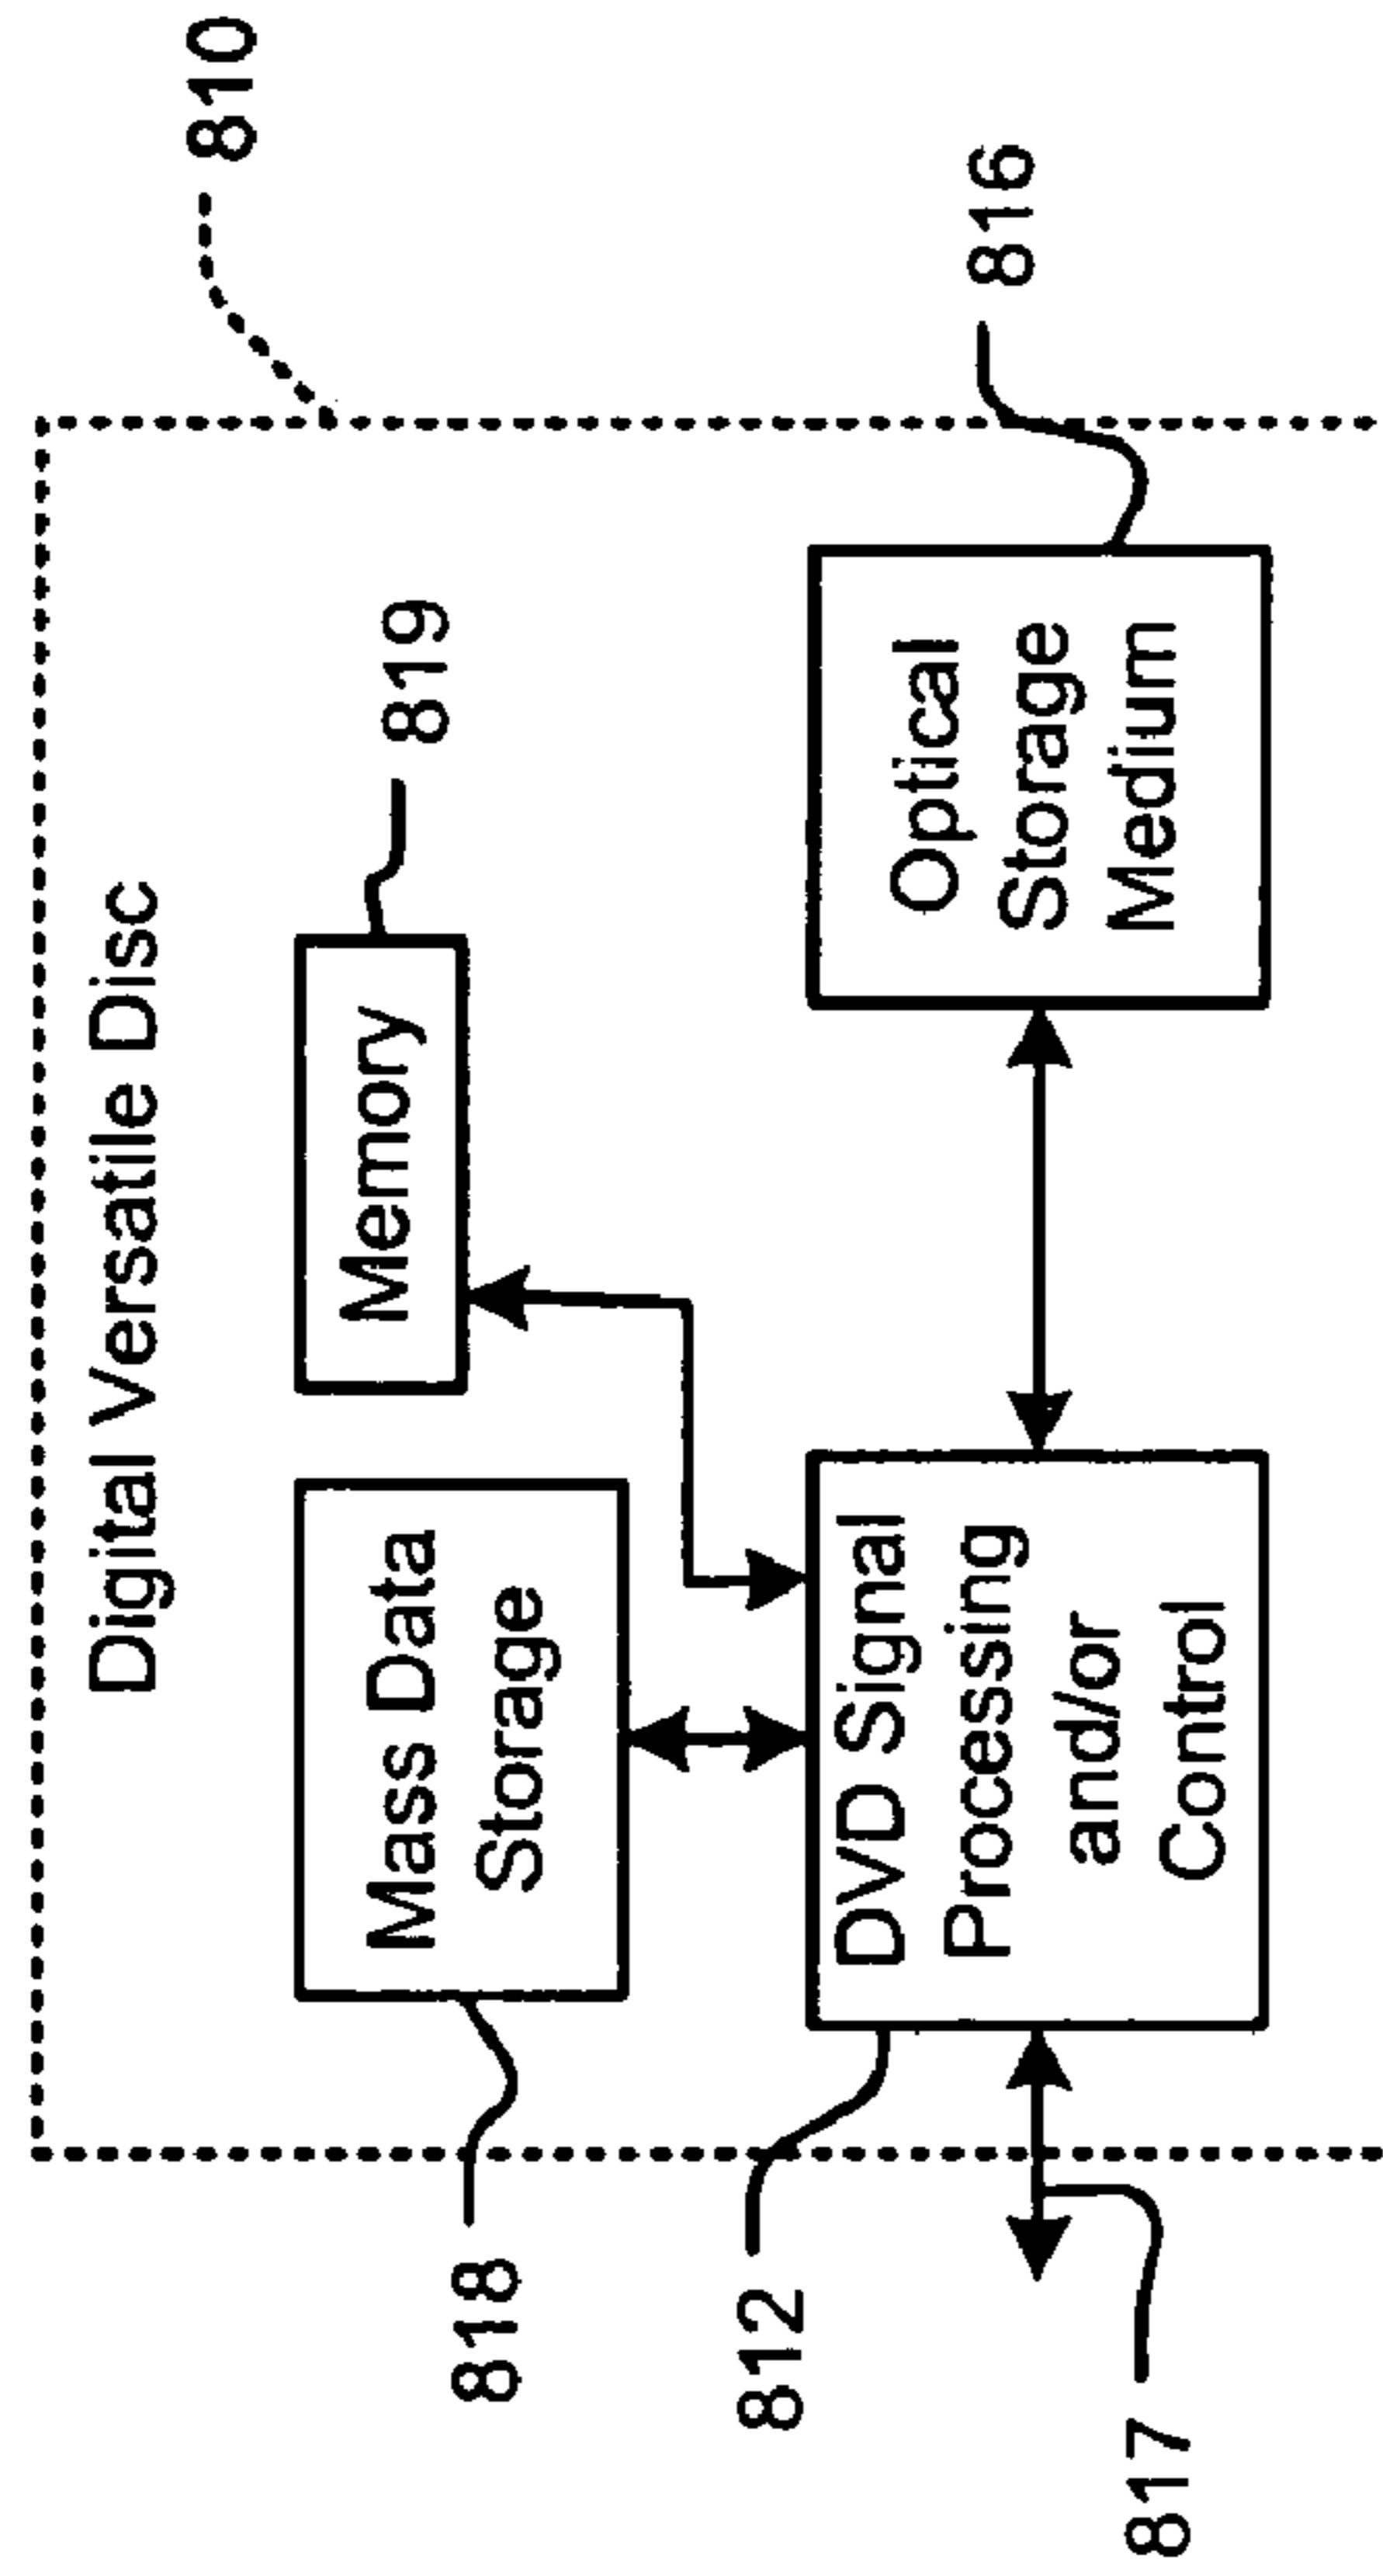 810
Digital Versatile Disc
818
Mass Data
Storage
Memory
819
812
DVD Signal
Processing
and/or
Control
Optical
Storage
Medium
816
817